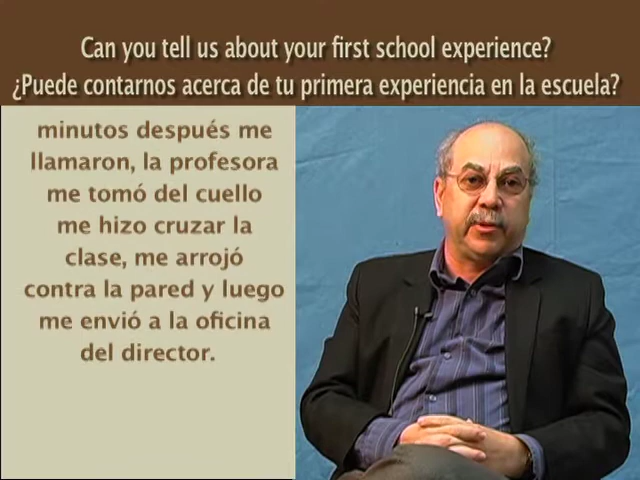 Can you tell us about your first school experience?
¿Puede contarnos acerca de tu primera experiencia en la escuela?
minutos después me
llamaron, la profesora
me tomó del cuello
me hizo cruzar la
clase, me arrojó
contra la pared y luego
me envió a la oficina
del director.